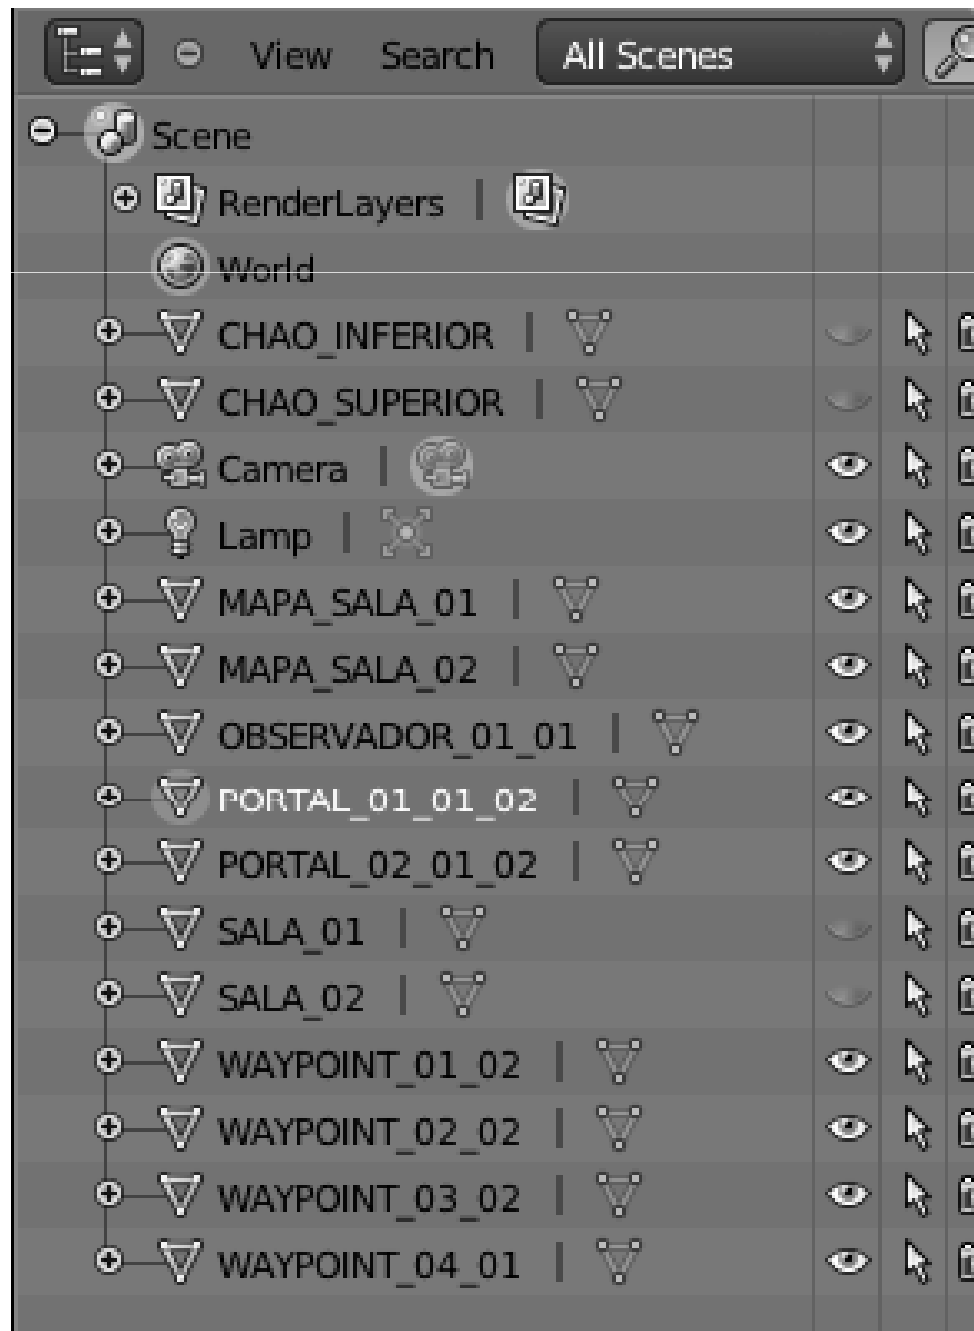 View Search All Scenes
Scene
RenderLayers
World
CHAO_INFERIOR
CHAO_SUPERIOR
Camera
Lamp
MAPA_SALA_01
MAPA_SALA_02
OBSERVADOR_01_01
PORTAL_01_01_02
PORTAL_02_01_02
SALA_01
SALA_02
WAYPOINT_01_02
WAYPOINT_02_02
WAYPOINT_03_02
WAYPOINT_04_01